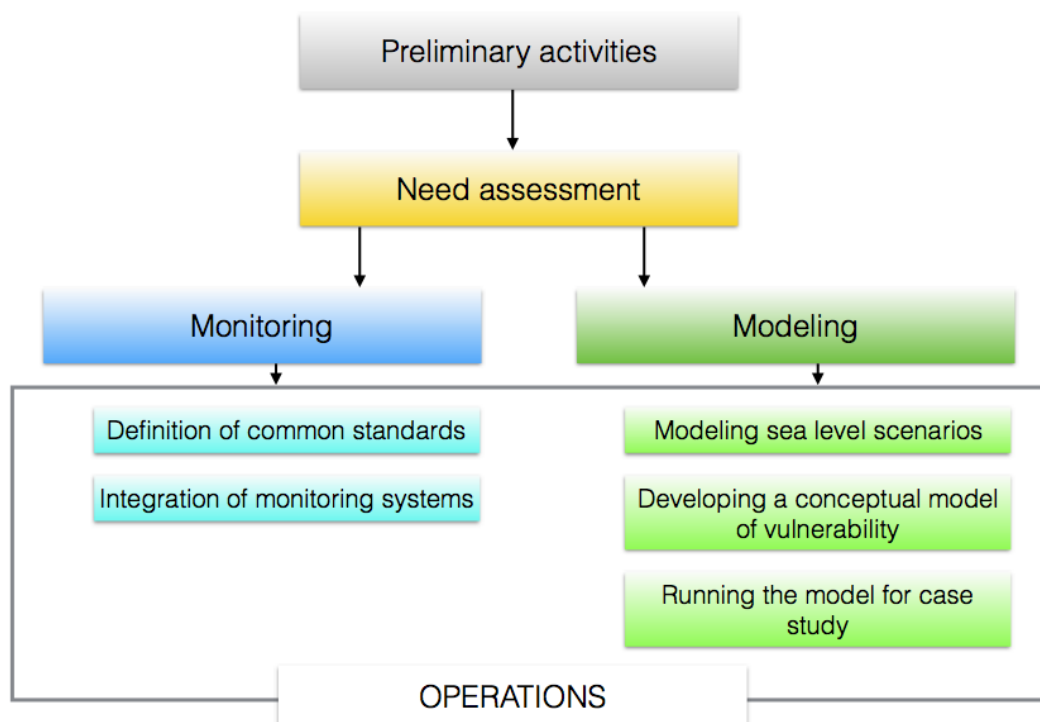 Preliminary activities
Need assessment
Monitoring
Modeling
Definition of common standards
Integration of monitoring systems
Modeling sea level scenarios
Developing a conceptual model
of vulnerability
Running the model for case
study
OPERATIONS